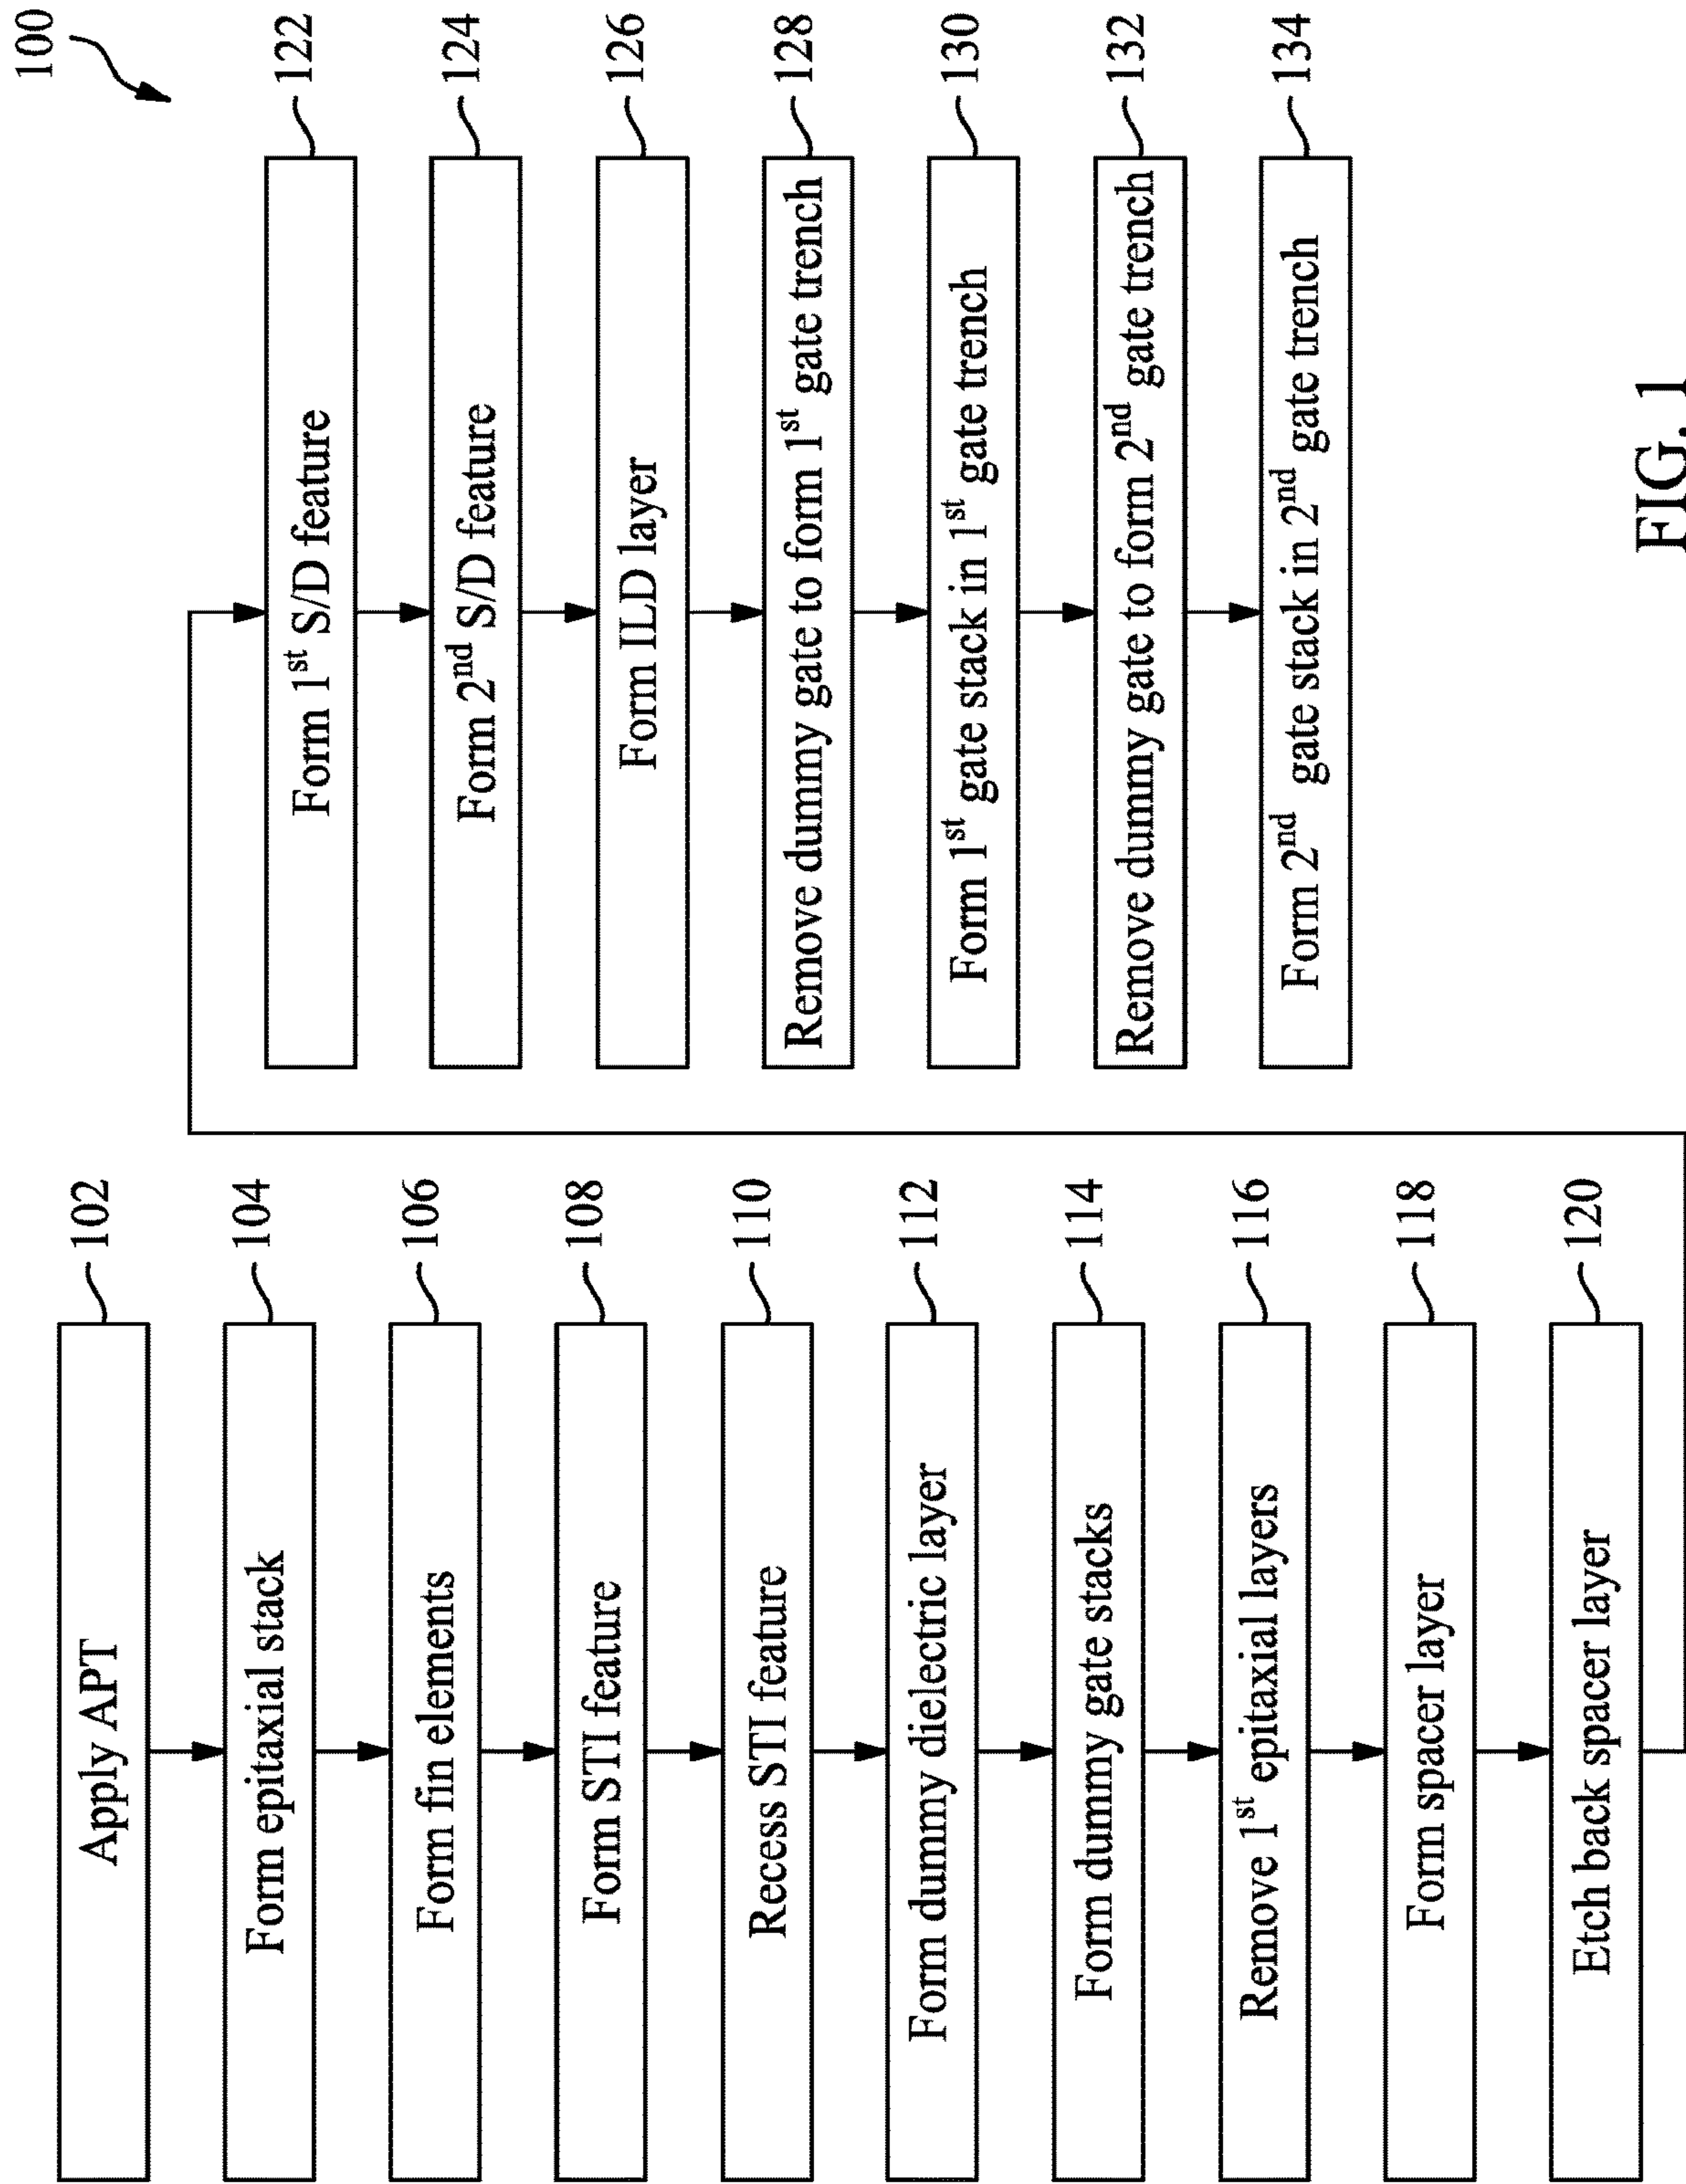 100
Apply APT
102
Form epitaxial stack
104
Form fin elements
106
Form STI feature
108
Recess STI feature
110
Form dummy dielectric layer
112
Form dummy gate stacks
114
Remove 1st epitaxial layers
116
Form spacer layer
118
Etch back spacer layer
120
Form 1st S/D feature
122
Form 2nd S/D feature
124
Form ILD layer
126
Remove dummy gate to form 1st gate trench
128
Form 1st gate stack in 1st gate trench
130
Remove dummy gate to form 2nd gate trench
132
Form 2nd gate stack in 2nd gate trench
134
FIG. 1